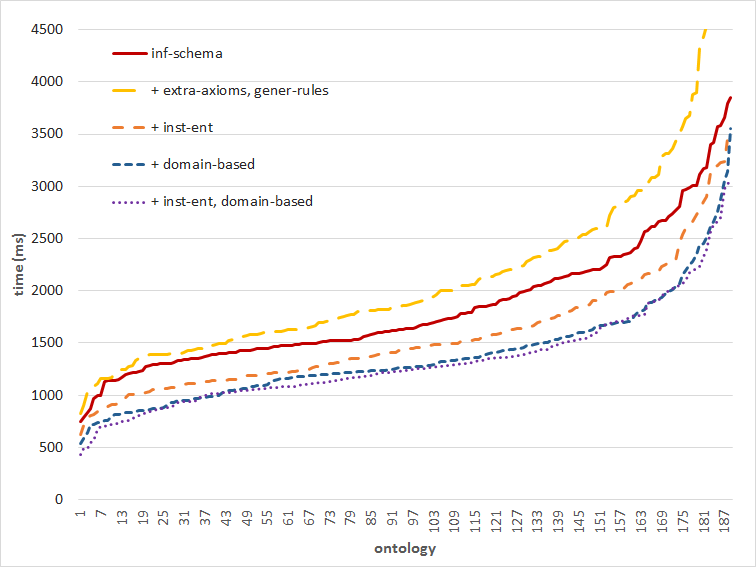 4500
inf-schema
4000
+ extra-axioms, gener-rules
3500
+ inst-ent
+ domain-based
3000
+ inst-ent, domain-based
2500
time (ms)
2000
1500
1000
500
0
1 7 13 19 25 31 37 43 49 55 61 67 73 79 85 91 97 103 109 115 121 127 133 139 145 151 157 163 169 175 181 187
ontology